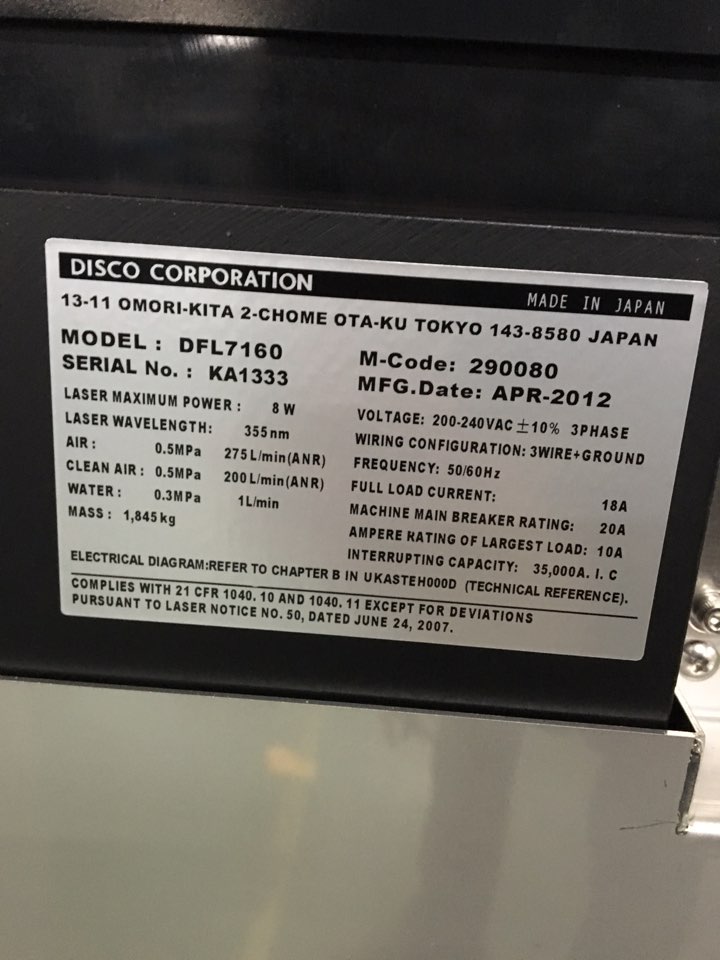 DISCO CORPORATION MADE IN JAPAN
13-11 OMORI-KITA 2-CHOME OTA-KU TOKYO 143-8580 JAPAN
MODEL : DFL7160
SERIAL No. : KA1333
LASER MAXIMUM POWER : 8 W
LASER WAVELENGTH: 355nm
AIR : 0.5MPa 275 L/min(ANR)
CLEAN AIR : 0.5MPa 200 L/min(ANR)
WATER : 0.3MPa 1L/min
MASS : 1,845kg
M-Code: 290080
MFG.Date: APR-2012
VOLTAGE: 200-240VAC ±10% 3PHASE
WIRING CONFIGURATION: 3WIRE+GROUND
FREQUENCY: 50/60Hz
FULL LOAD CURRENT: 18A
MACHINE MAIN BREAKER RATING: 20A
AMPERE RATING OF LARGEST LOAD: 10A
INTERRUPTING CAPACITY: 35,000A. I. C
ELECTRICAL DIAGRAM:REFER TO CHAPTER B IN UKASTEH000D (TECHNICAL REFERENCE).
COMPLIES WITH 21 CFR 1040. 10 AND 1040. 11 EXCEPT FOR DEVIATIONS
PURSUANT TO LASER NOTICE NO. 50, DATED JUNE 24, 2007.